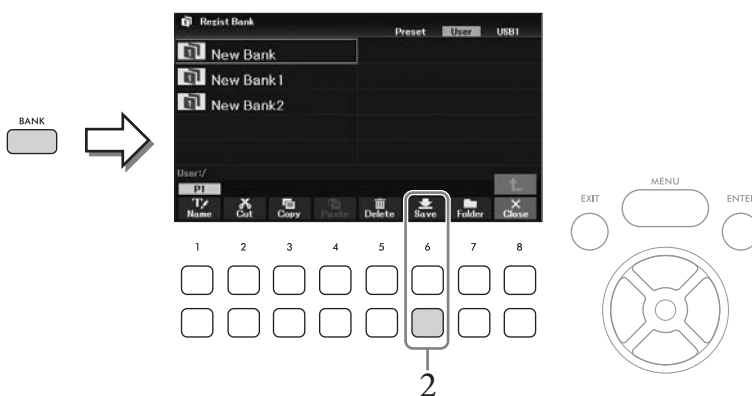 Regist Bank
Preset User USB1
New Bank
New Bank1
New Bank2
BANK
User:/
P1
Name Cut Copy Paste Delete Save Folder Close
MENU
EXIT
ENTER
1 2 3 4 5 6 7 8
2